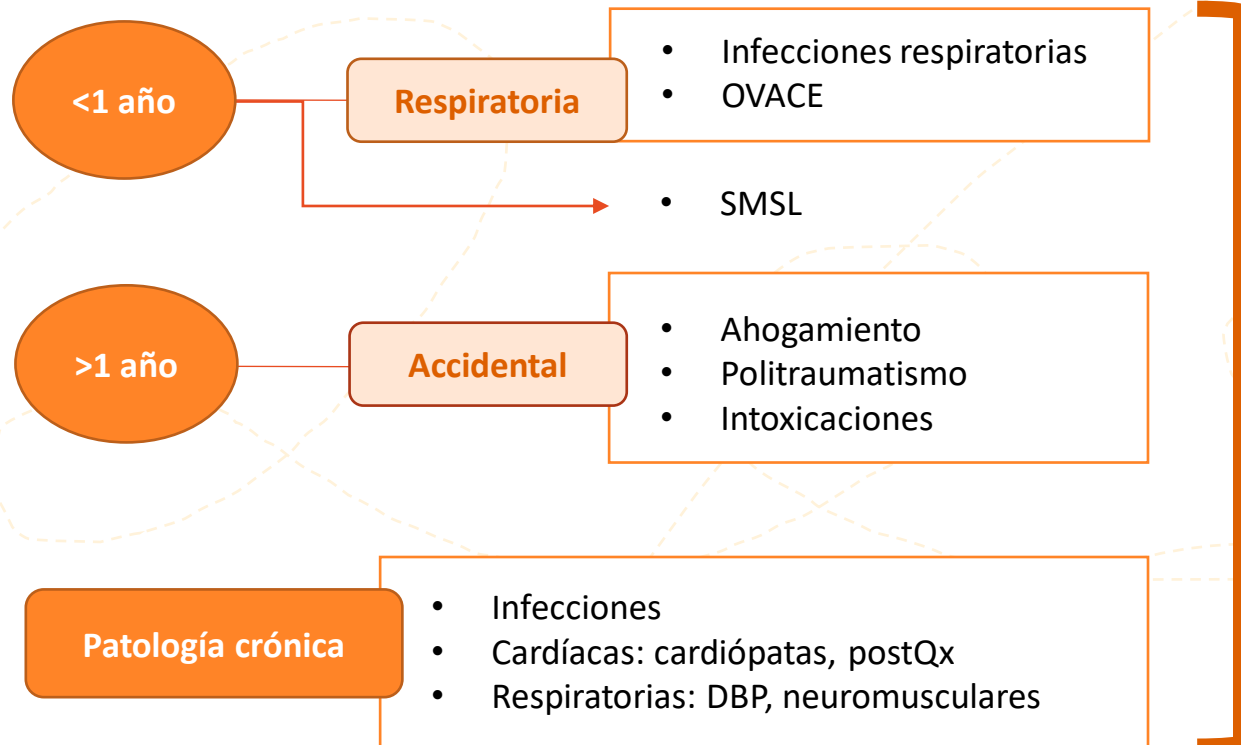 <1 año
Respiratoria
• Infecciones respiratorias
• OVACE
• SMSL
>1 año
Accidental
• Ahogamiento
• Politraumatismo
• Intoxicaciones
Patología crónica
• Infecciones
• Cardíacas: cardiópatas, postQx
• Respiratorias: DBP, neuromusculares